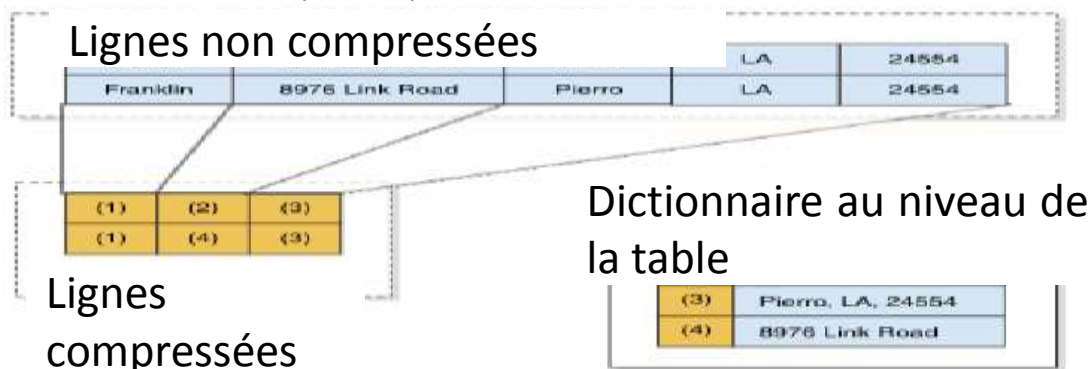 Lignes non compressées
LA 24554
Franklin 8976 Link Road Pierro LA 24554
(1) (2) (3)
(1) (4) (3)
Lignes
compressées
Dictionnaire au niveau de
la table
(3) Pierro, LA, 24554
(4) 8976 Link Road